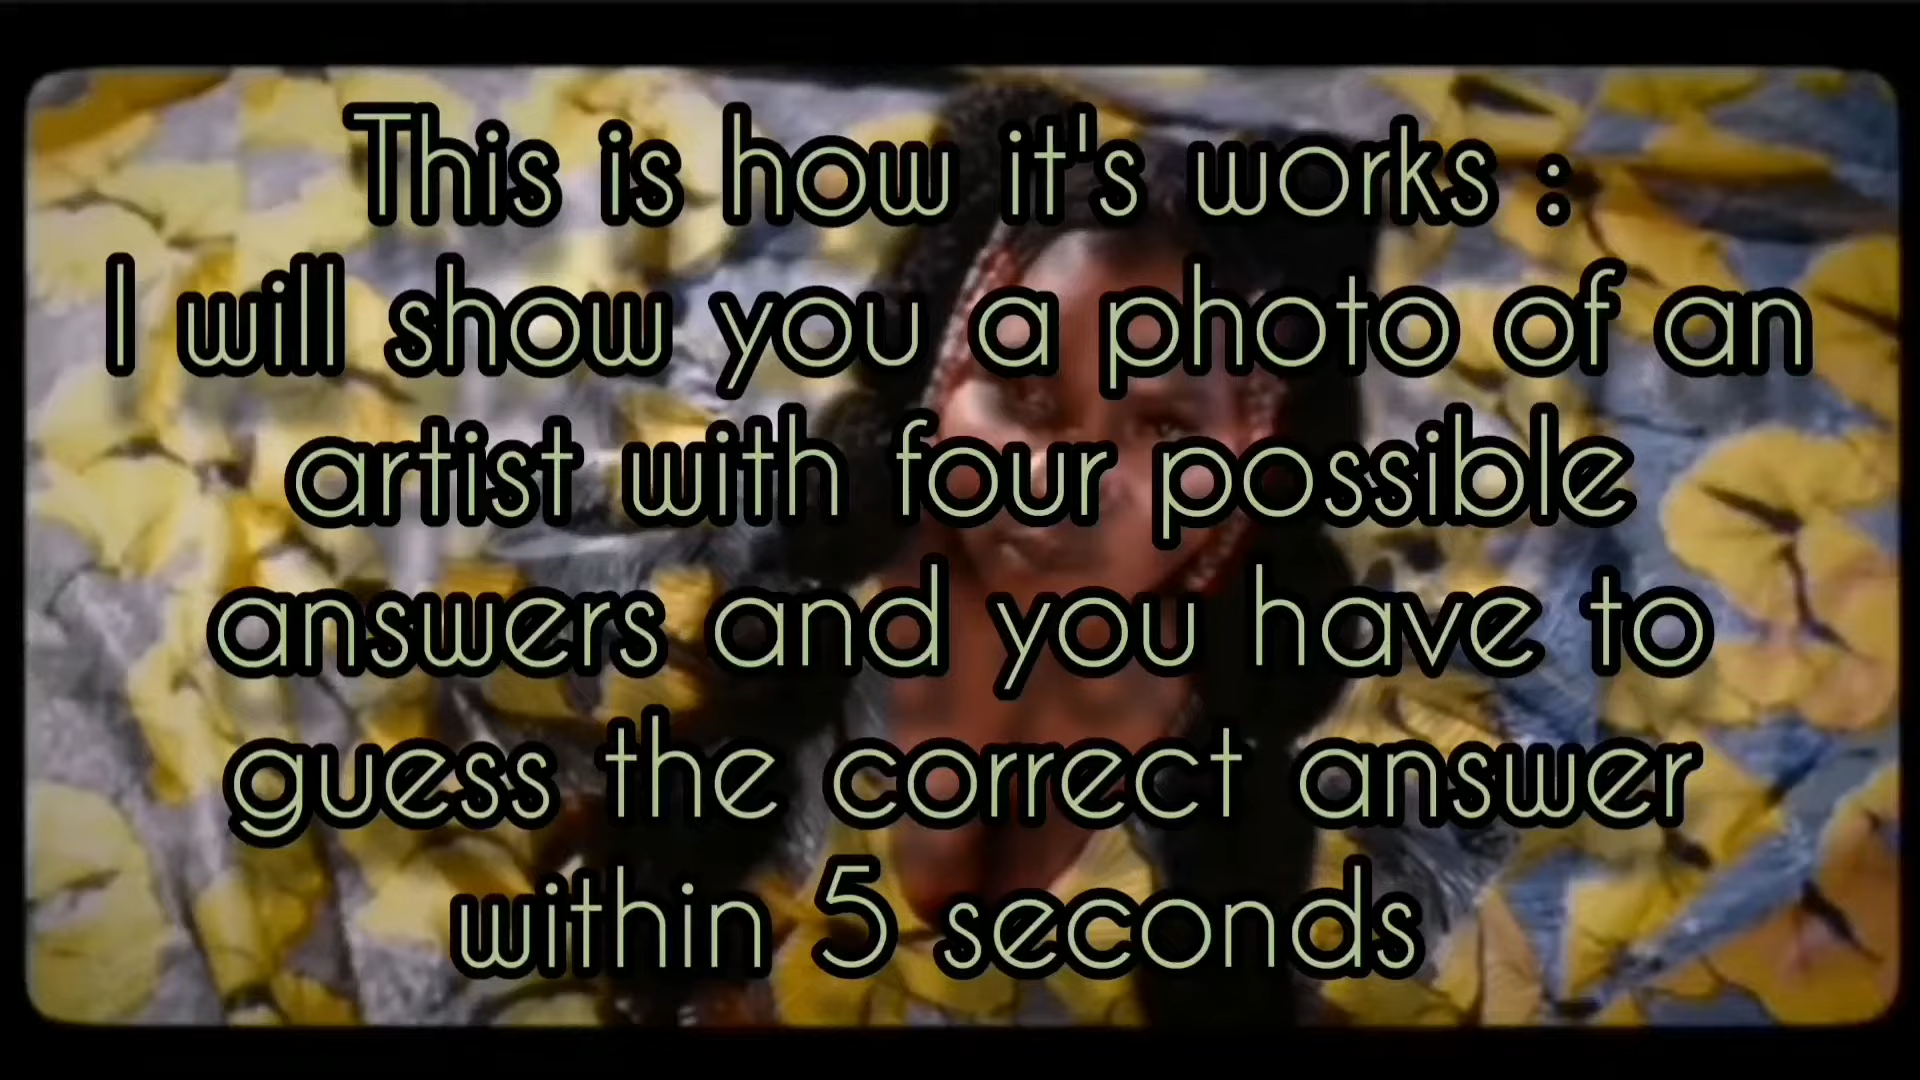 This is how it's works :
I will show you a photo of an
artist with four possible
answers and you have to
guess the correct answer
within 5 seconds